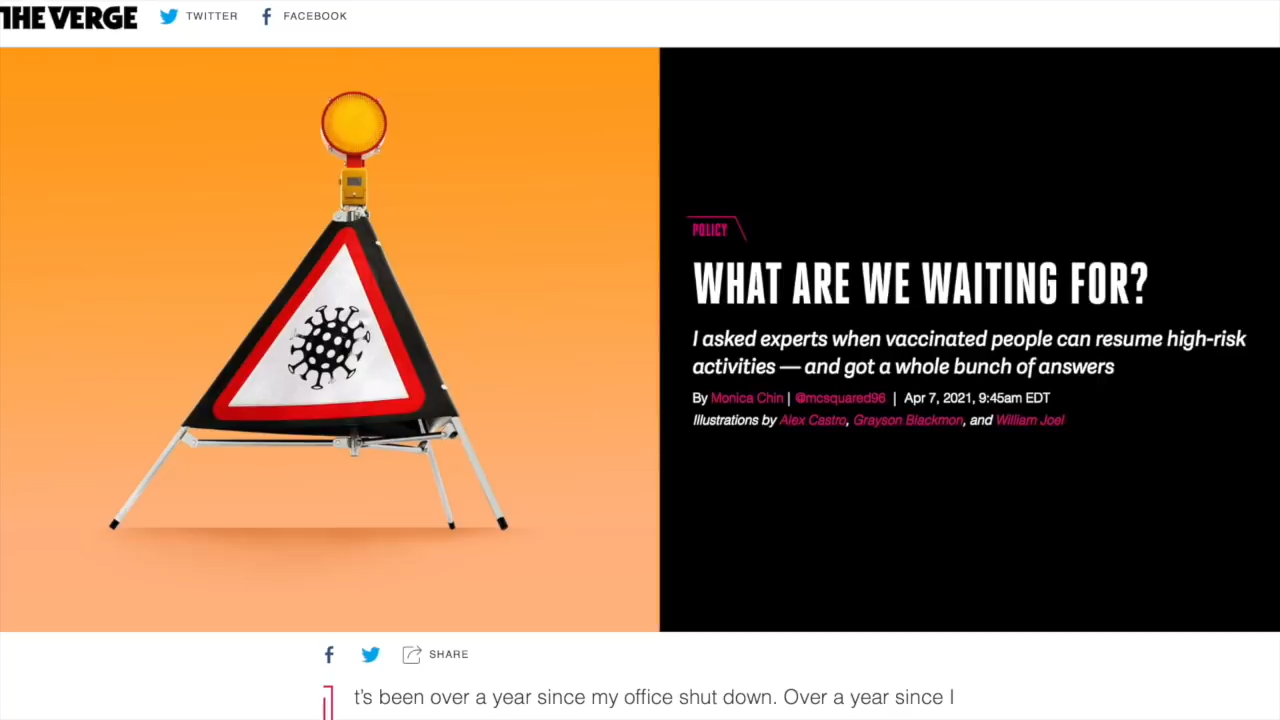 THE VERGE TWITTER FACEBOOK
POLICY
WHAT ARE WE WAITING FOR?
I asked experts when vaccinated people can resume high-risk
activities — and got a whole bunch of answers
By Monica Chin | @mcsquared96 | Apr 7, 2021, 9:45am EDT
Illustrations by Alex Castro, Grayson Blackmon, and William Joel
SHARE
t's been over a year since my office shut down. Over a year since I